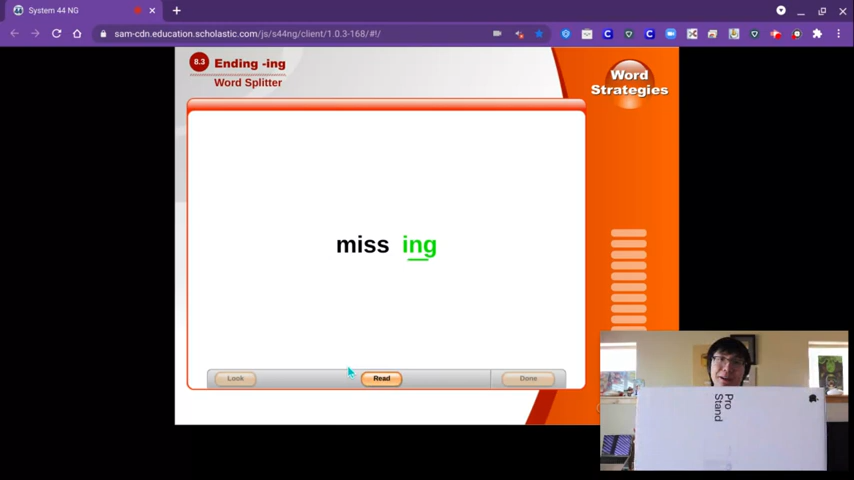 System 44 NG
sam-cdn.education.scholastic.com/js/s44ng/client/1.0.3-168/#!/
8.3 Ending -ing
Word Splitter
Word
Strategies
miss ing
Look
Read
Done
Pro
Stand